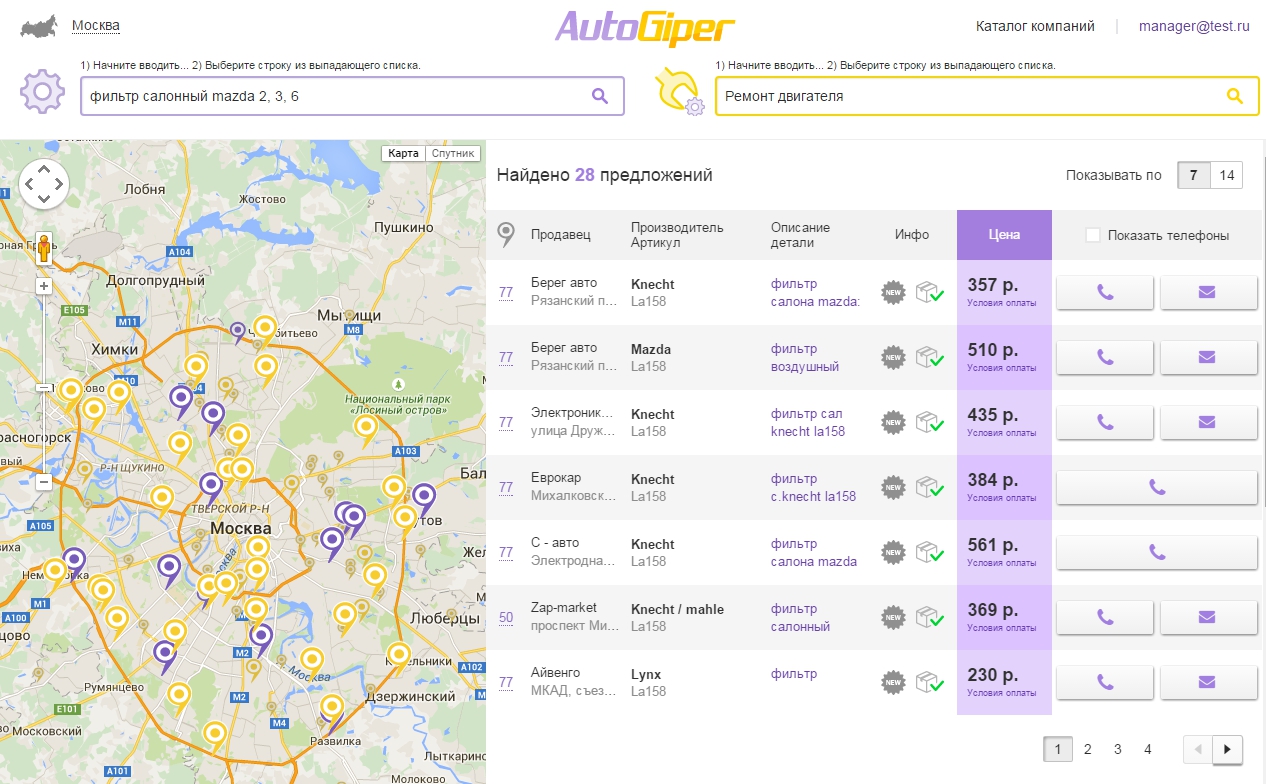 Москва
AutoGiper
Каталог компаний
manager@test.ru
1) Начните вводить... 2) Выберите строку из выпадающего списка.
фильтр салонный mazda 2, 3, 6
1) Начните вводить... 2) Выберите строку из выпадающего списка.
Ремонт двигателя
Карта Спутник
Лобня
Жостово
Пушкино
A104
Долгопрудный
E105
M11
Мытищи
M8
Химки
Национальный парк
«Лосиный остров»
A103
Р-Н ЩУКИНО
ТВЕРСКОЙ Р-Н
Москва
A105
M1
A100
Люберцы
M2
A102
Москва
Румянцево
M2
Дзержинский
E101
M4
Московский
Развилка
Лыткарино
A101
Молоково
Найдено 28 предложений
Показывать по 7 14
Продавец
Производитель
Артикул
Описание
детали
Инфо
Цена
Показать телефоны
77
Берег авто
Рязанский п...
Knecht
La158
фильтр
салона mazda:
NEW
357 р.
Условия оплаты
77
Берег авто
Рязанский п...
Mazda
La158
фильтр
воздушный
NEW
510 р.
Условия оплаты
77
Электроник...
улица Друж...
Knecht
La158
фильтр сал
knecht la158
NEW
435 р.
Условия оплаты
77
Еврокар
Михалковск...
Knecht
La158
фильтр
с.knecht la158
NEW
384 р.
Условия оплаты
77
С - авто
Электродна...
Knecht
La158
фильтр
салона mazda
NEW
561 р.
Условия оплаты
50
Zap-market
проспект Ми...
Knecht / mahle
La158
фильтр
салонный
NEW
369 р.
Условия оплаты
77
Айвенго
МКАД, съез...
Lynx
La158
фильтр
NEW
230 р.
Условия оплаты
1 2 3 4